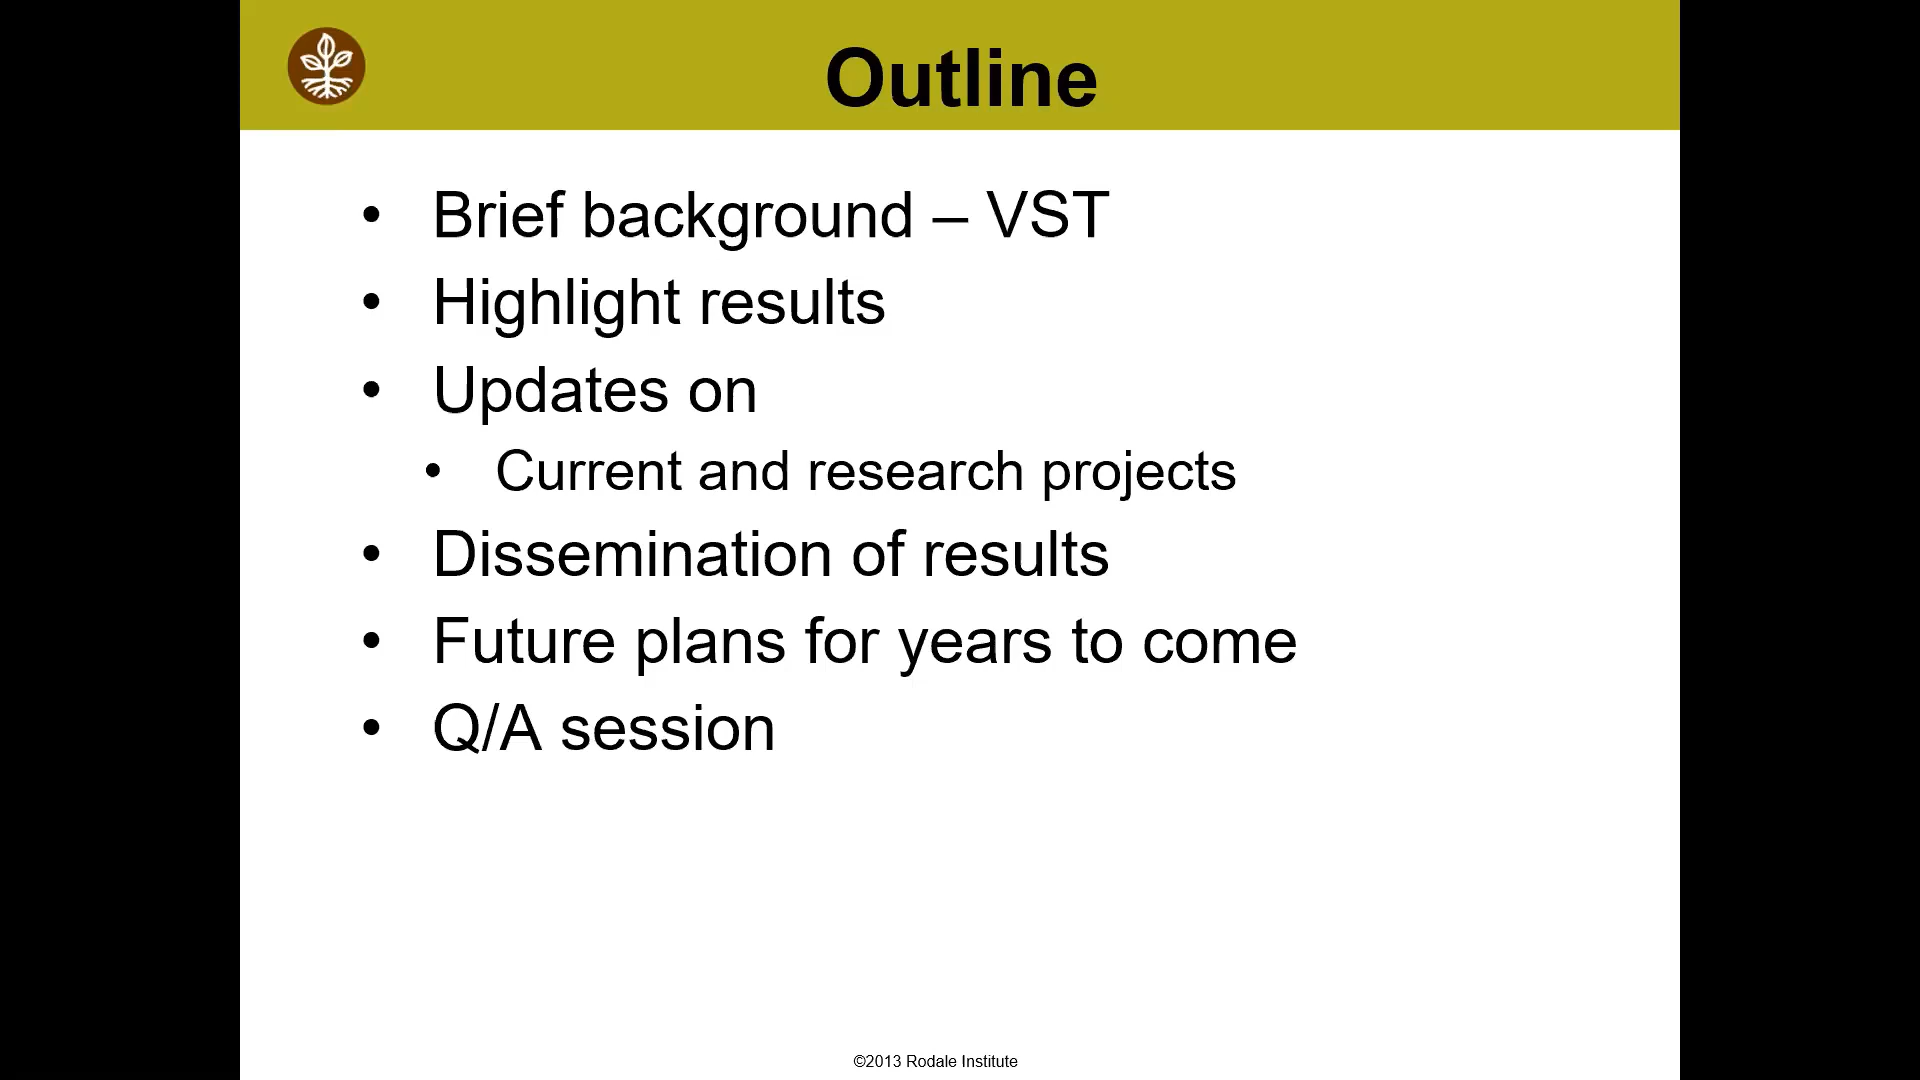 Outline
• Brief background – VST
• Highlight results
• Updates on
• Current and research projects
• Dissemination of results
• Future plans for years to come
• Q/A session
©2013 Rodale Institute